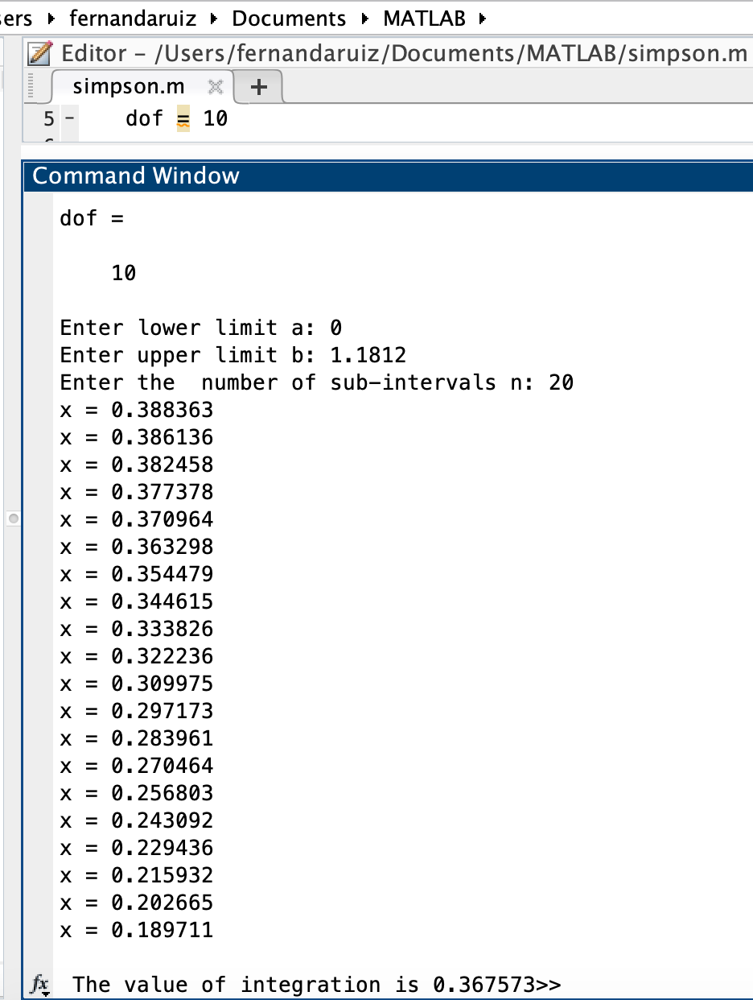 ers ▸ fernandaruiz ▸ Documents ▸ MATLAB ▸
Editor – /Users/fernandaruiz/Documents/MATLAB/simpson.m
simpson.m × +
5 – dof = 10
Command Window
dof =
10
Enter lower limit a: 0
Enter upper limit b: 1.1812
Enter the  number of sub-intervals n: 20
x = 0.388363
x = 0.386136
x = 0.382458
x = 0.377378
x = 0.370964
x = 0.363298
x = 0.354479
x = 0.344615
x = 0.333826
x = 0.322236
x = 0.309975
x = 0.297173
x = 0.283961
x = 0.270464
x = 0.256803
x = 0.243092
x = 0.229436
x = 0.215932
x = 0.202665
x = 0.189711
fx The value of integration is 0.367573>>